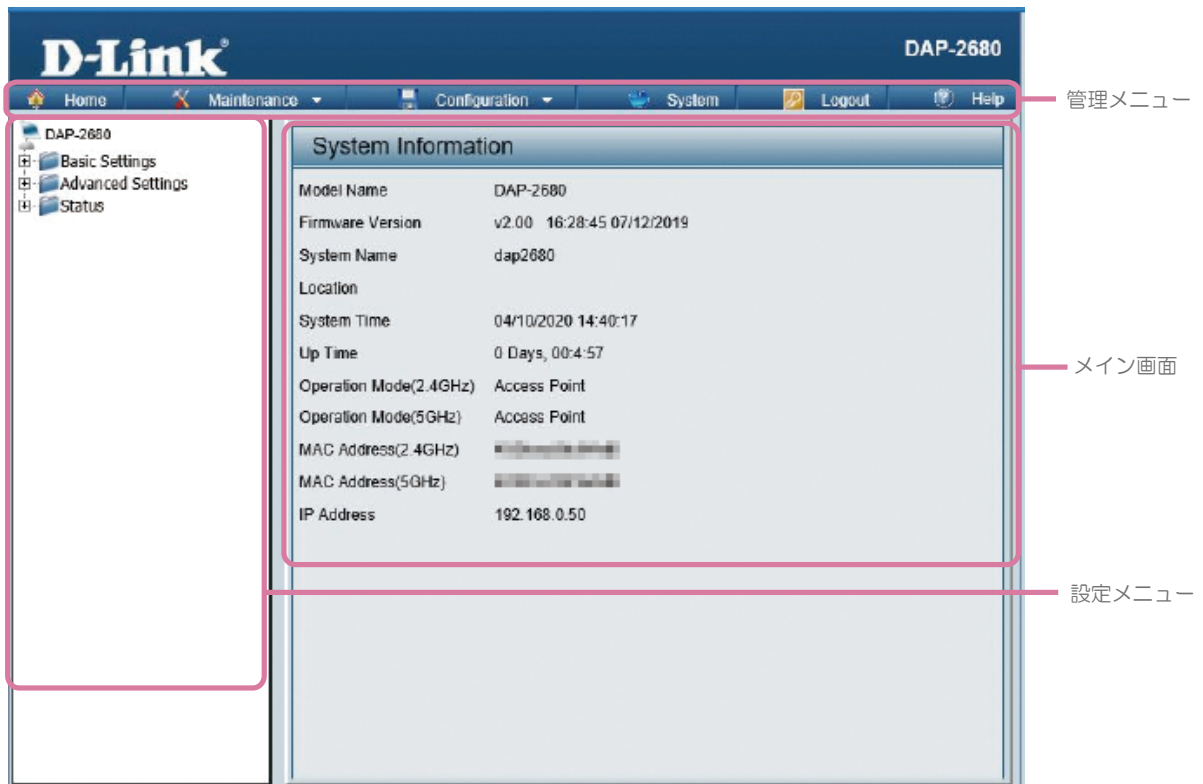 D-Link
DAP-2680
Home Maintenance Configuration System Logout Help
管理メニュー
DAP-2680
Basic Settings
Advanced Settings
Status
System Information
Model Name DAP-2680
Firmware Version v2.00 16:28:45 07/12/2019
System Name dap2680
Location
System Time 04/10/2020 14:40:17
Up Time 0 Days, 00:4:57
Operation Mode(2.4GHz) Access Point
Operation Mode(5GHz) Access Point
MAC Address(2.4GHz)
MAC Address(5GHz)
IP Address 192.168.0.50
メイン画面
設定メニュー